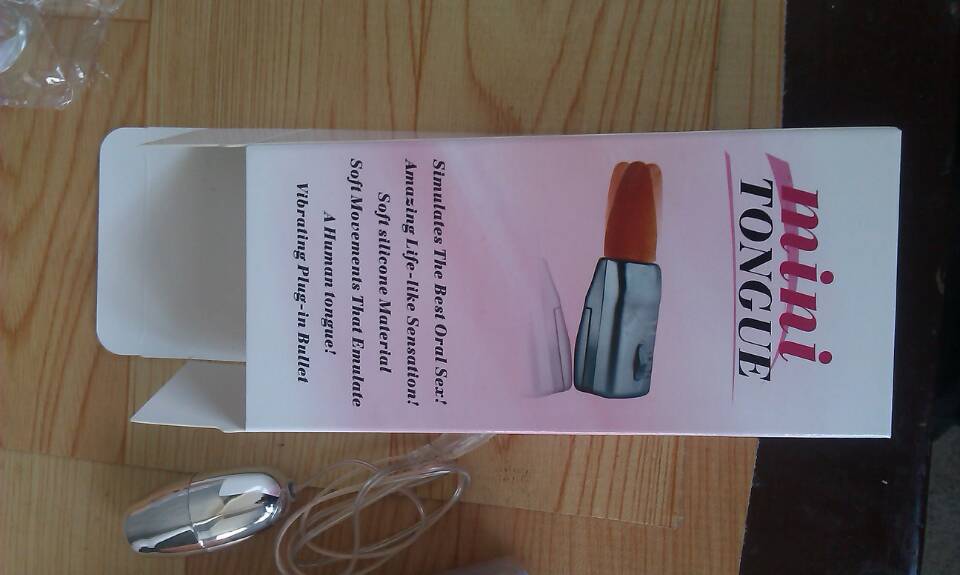 mini
TONGUE
Simulates The Best Oral Sex!
Amazing Life-like Sensation!
Soft silicone Material
Soft Movements That Emulate
A Human tongue!
Vibrating Plug-in Bullet